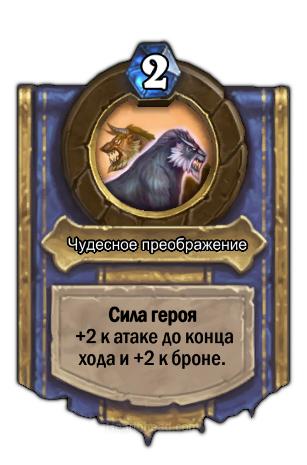 2
Чудесное преображение
Сила героя
+2 к атаке до конца
хода и +2 к броне.